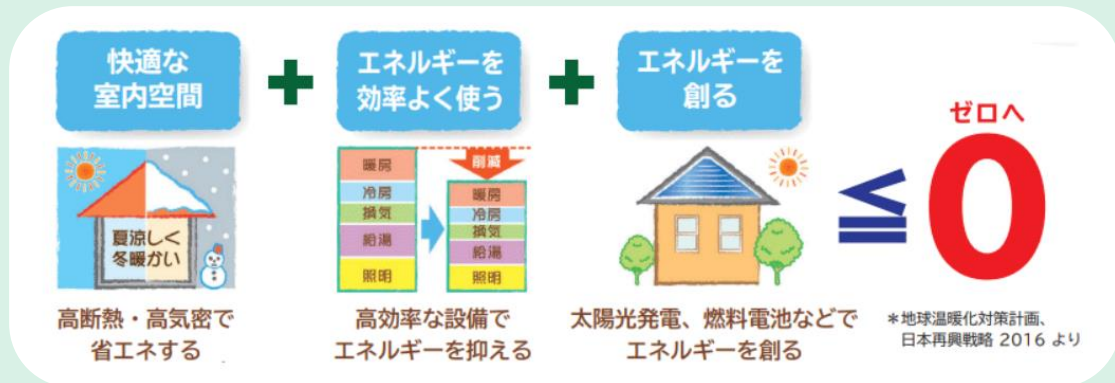 快適な
室内空間
+
エネルギーを
効率よく使う
+
エネルギーを
創る
≦
ゼロへ
0
夏涼しく
冬暖かい
暖房
冷房
換気
給湯
照明
削減
暖房
冷房
換気
給湯
照明
高断熱・高気密で
省エネする
高効率な設備で
エネルギーを抑える
太陽光発電、燃料電池などで
エネルギーを創る
*地球温暖化対策計画、
日本再興戦略 2016 より